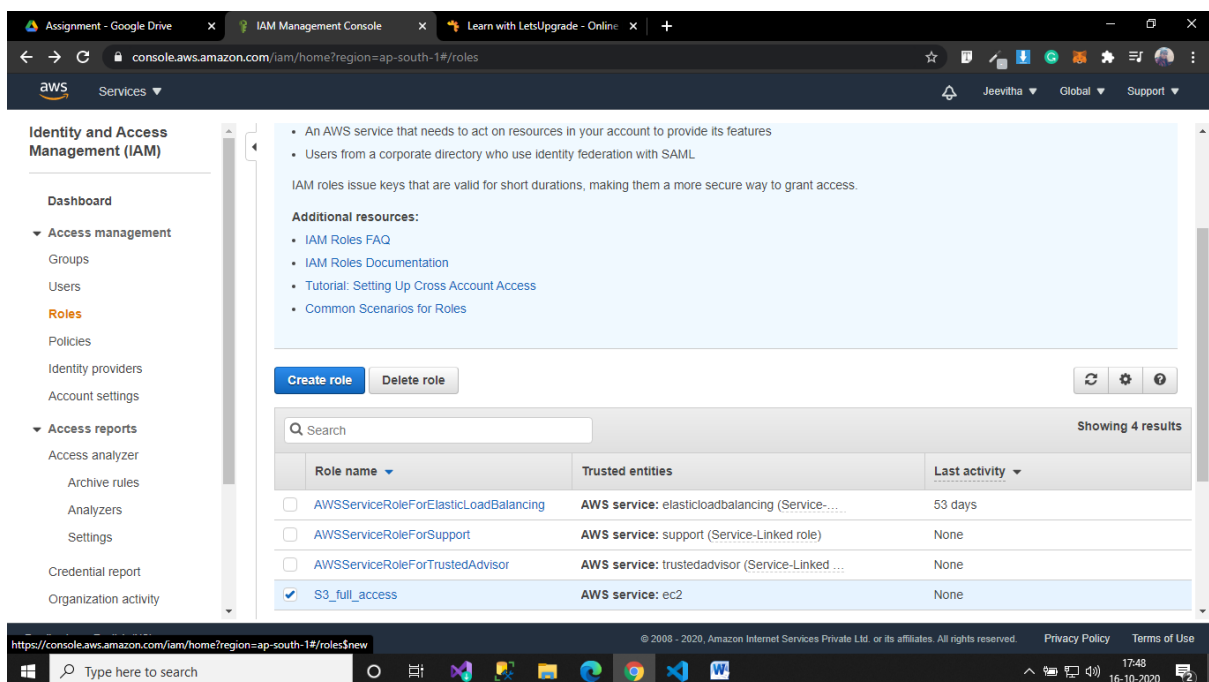 Assignment - Google Drive
IAM Management Console
Learn with LetsUpgrade - Online
console.aws.amazon.com/iam/home?region=ap-south-1#/roles
aws Services Jeevitha Global Support
Identity and Access
Management (IAM)
Dashboard
Access management
Groups
Users
Roles
Policies
Identity providers
Account settings
Access reports
Access analyzer
Archive rules
Analyzers
Settings
Credential report
Organization activity
• An AWS service that needs to act on resources in your account to provide its features
• Users from a corporate directory who use identity federation with SAML
IAM roles issue keys that are valid for short durations, making them a more secure way to grant access.
Additional resources:
• IAM Roles FAQ
• IAM Roles Documentation
• Tutorial: Setting Up Cross Account Access
• Common Scenarios for Roles
Create role Delete role
Search Showing 4 results
Role name Trusted entities Last activity
AWSServiceRoleForElasticLoadBalancing AWS service: elasticloadbalancing (Service-... 53 days
AWSServiceRoleForSupport AWS service: support (Service-Linked role) None
AWSServiceRoleForTrustedAdvisor AWS service: trustedadvisor (Service-Linked ... None
S3_full_access AWS service: ec2 None
https://console.aws.amazon.com/iam/home?region=ap-south-1#/roles$new
© 2008 - 2020, Amazon Internet Services Private Ltd. or its affiliates. All rights reserved. Privacy Policy Terms of Use
Type here to search
17:48
16-10-2020